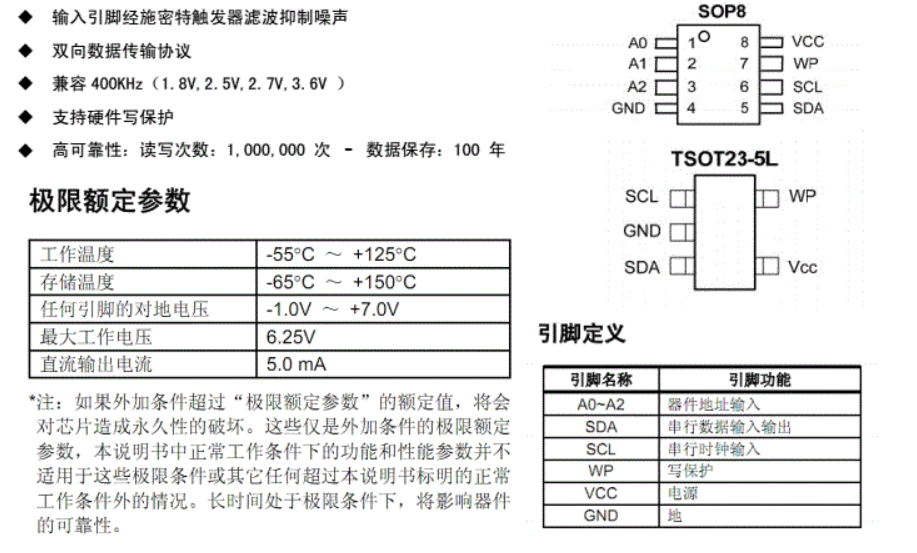 ◆ 输入引脚经施密特触发器滤波抑制噪声
◆ 双向数据传输协议
◆ 兼容 400KHz（1.8V,2.5V,2.7V,3.6V ）
◆ 支持硬件写保护
◆ 高可靠性：读写次数：1,000,000 次 － 数据保存：100 年
极限额定参数
工作温度 -55°C ～ +125°C
存储温度 -65°C ～ +150°C
任何引脚的对地电压 -1.0V ～ +7.0V
最大工作电压 6.25V
直流输出电流 5.0 mA
*注：如果外加条件超过“极限额定参数”的额定值，将会
对芯片造成永久性的破坏。这些仅是外加条件的极限额定
参数，本说明书中正常工作条件下的功能和性能参数并不
适用于这些极限条件或其它任何超过本说明书标明的正常
工作条件外的情况。长时间处于极限条件下，将影响器件
的可靠性。
SOP8
A0 1 8 VCC
A1 2 7 WP
A2 3 6 SCL
GND 4 5 SDA
TSOT23-5L
SCL WP
GND
SDA Vcc
引脚定义
引脚名称 引脚功能
A0~A2 器件地址输入
SDA 串行数据输入输出
SCL 串行时钟输入
WP 写保护
VCC 电源
GND 地